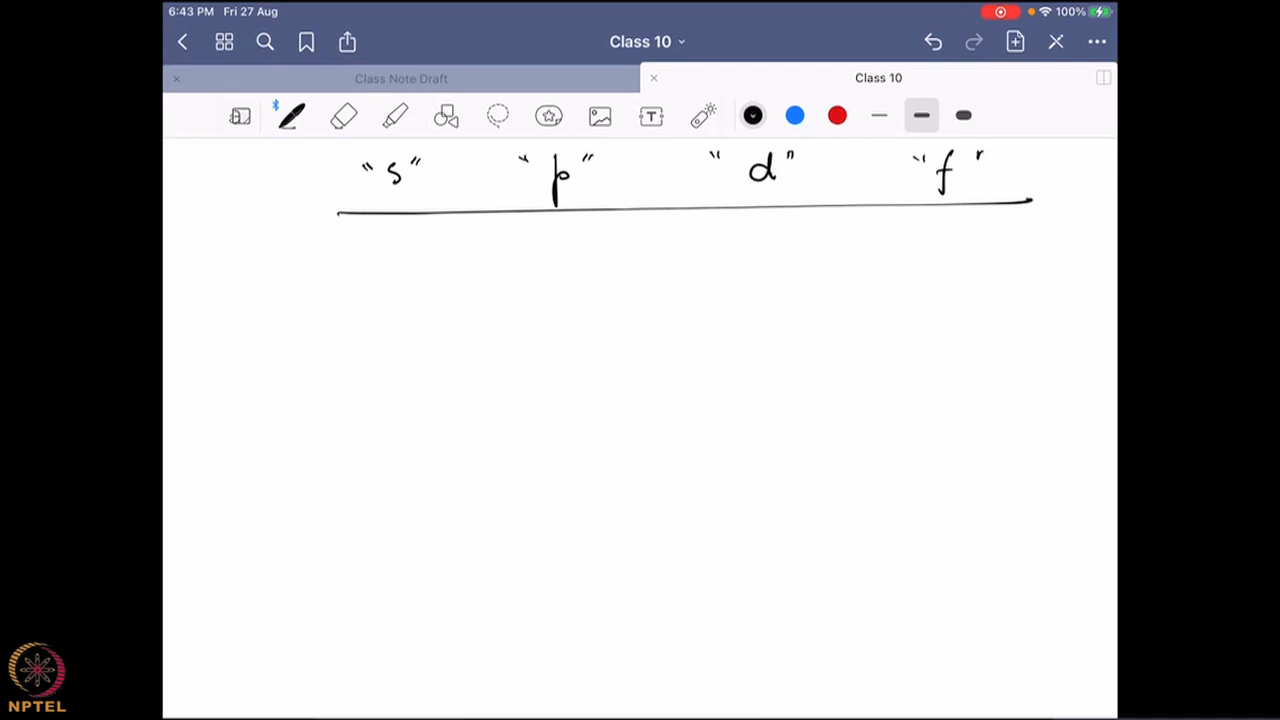 6:43 PM Fri 27 Aug 100%
Class 10
Class Note Draft Class 10
T
"s" "p" "d" "f"
NPTEL